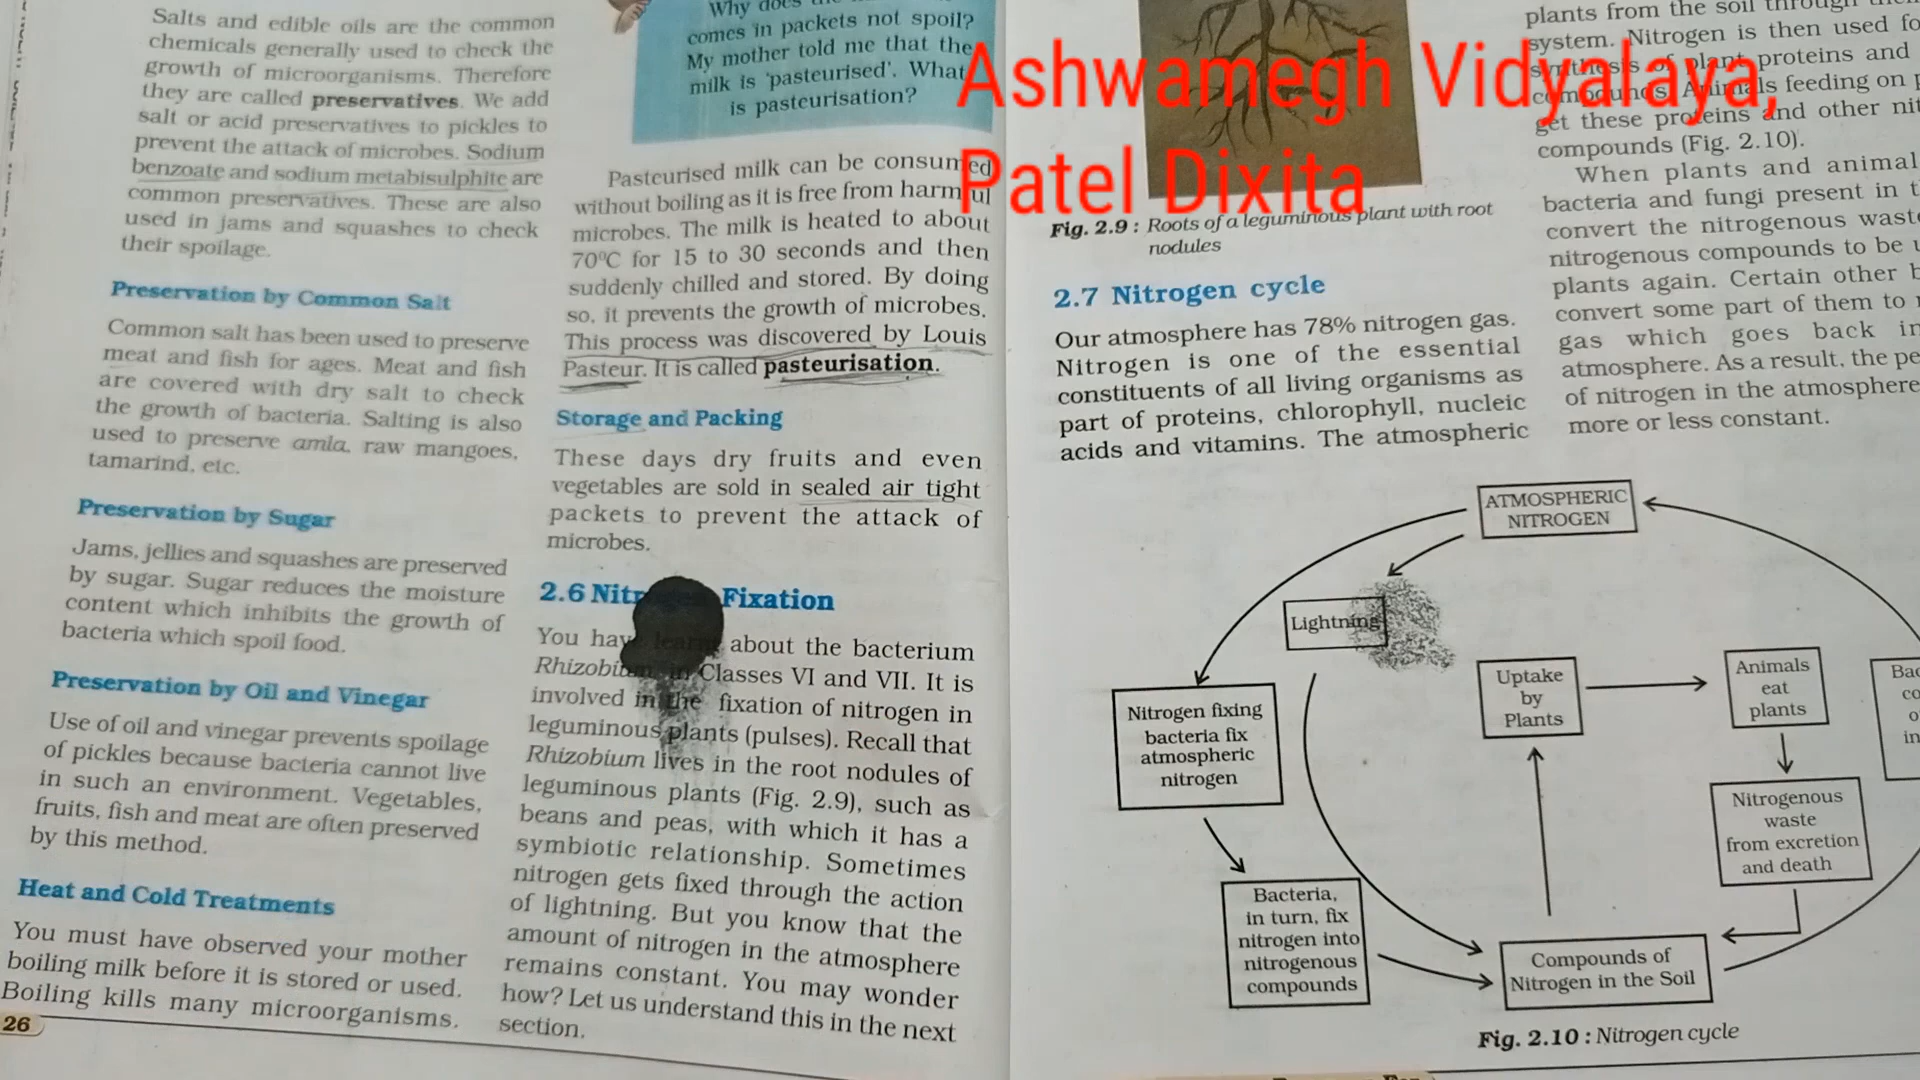 Salts and edible oils are the common
chemicals generally used to check the
growth of microorganisms. Therefore
they are called preservatives. We add
salt or acid preservatives to pickles to
prevent the attack of microbes. Sodium
benzoate and sodium metabisulphite are
common preservatives. These are also
used in jams and squashes to check
their spoilage.
Preservation by Common Salt
Common salt has been used to preserve
meat and fish for ages. Meat and fish
are covered with dry salt to check
the growth of bacteria. Salting is also
used to preserve amla, raw mangoes,
tamarind, etc.
Preservation by Sugar
Jams, jellies and squashes are preserved
by sugar. Sugar reduces the moisture
content which inhibits the growth of
bacteria which spoil food.
Preservation by Oil and Vinegar
Use of oil and vinegar prevents spoilage
of pickles because bacteria cannot live
in such an environment. Vegetables,
fruits, fish and meat are often preserved
by this method.
Heat and Cold Treatments
You must have observed your mother
boiling milk before it is stored or used.
Boiling kills many microorganisms.
26
Why does
comes in packets not spoil?
My mother told me that the
milk is 'pasteurised'. What
is pasteurisation?
Pasteurised milk can be consumed
without boiling as it is free from harmful
microbes. The milk is heated to about
70°C for 15 to 30 seconds and then
suddenly chilled and stored. By doing
so, it prevents the growth of microbes.
This process was discovered by Louis
Pasteur. It is called pasteurisation.
Storage and Packing
These days dry fruits and even
vegetables are sold in sealed air tight
packets to prevent the attack of
microbes.
2.6 Fixation
You have learnt about the bacterium
Rhizobium in Classes VI and VII. It is
involved in the fixation of nitrogen in
leguminous plants (pulses). Recall that
Rhizobium lives in the root nodules of
leguminous plants (Fig. 2.9), such as
beans and peas, with which it has a
symbiotic relationship. Sometimes
nitrogen gets fixed through the action
of lightning. But you know that the
amount of nitrogen in the atmosphere
remains constant. You may wonder
how? Let us understand this in the next
section.
Ashwamegh Vidyalaya,
Patel Dixita
Fig. 2.9 : Roots of a leguminous plant with root
nodules
2.7 Nitrogen cycle
Our atmosphere has 78% nitrogen gas.
Nitrogen is one of the essential
constituents of all living organisms as
part of proteins, chlorophyll, nucleic
acids and vitamins. The atmospheric
plants from the soil through
system. Nitrogen is then used
synthesis of plant proteins and
compounds. Animals feeding on
get these proteins and other
compounds (Fig. 2.10).
When plants and
bacteria and fungi present in
convert the nitrogenous
nitrogenous compounds to be
plants again. Certain other
convert some part of them to
gas which goes back
atmosphere. As a result, the
of nitrogen in the atmosphere
more or less constant.
ATMOSPHERIC
NITROGEN
Lightning
Nitrogen fixing
bacteria fix
atmospheric
nitrogen
Uptake
by
Plants
Animals
eat
plants
Nitrogenous
waste
from excretion
and death
Bacteria,
in turn, fix
nitrogen into
nitrogenous
compounds
Compounds of
Nitrogen in the Soil
Fig. 2.10 : Nitrogen cycle